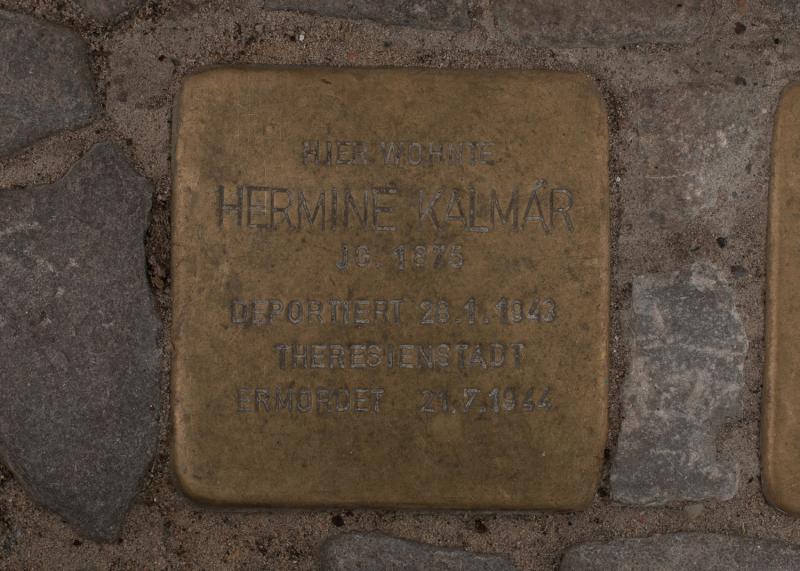 HIER WOHNTE
HERMINE KALMÁR
JG. 1875
DEPORTIERT 28.1.1943
THERESIENSTADT
ERMORDET 21.7.1944